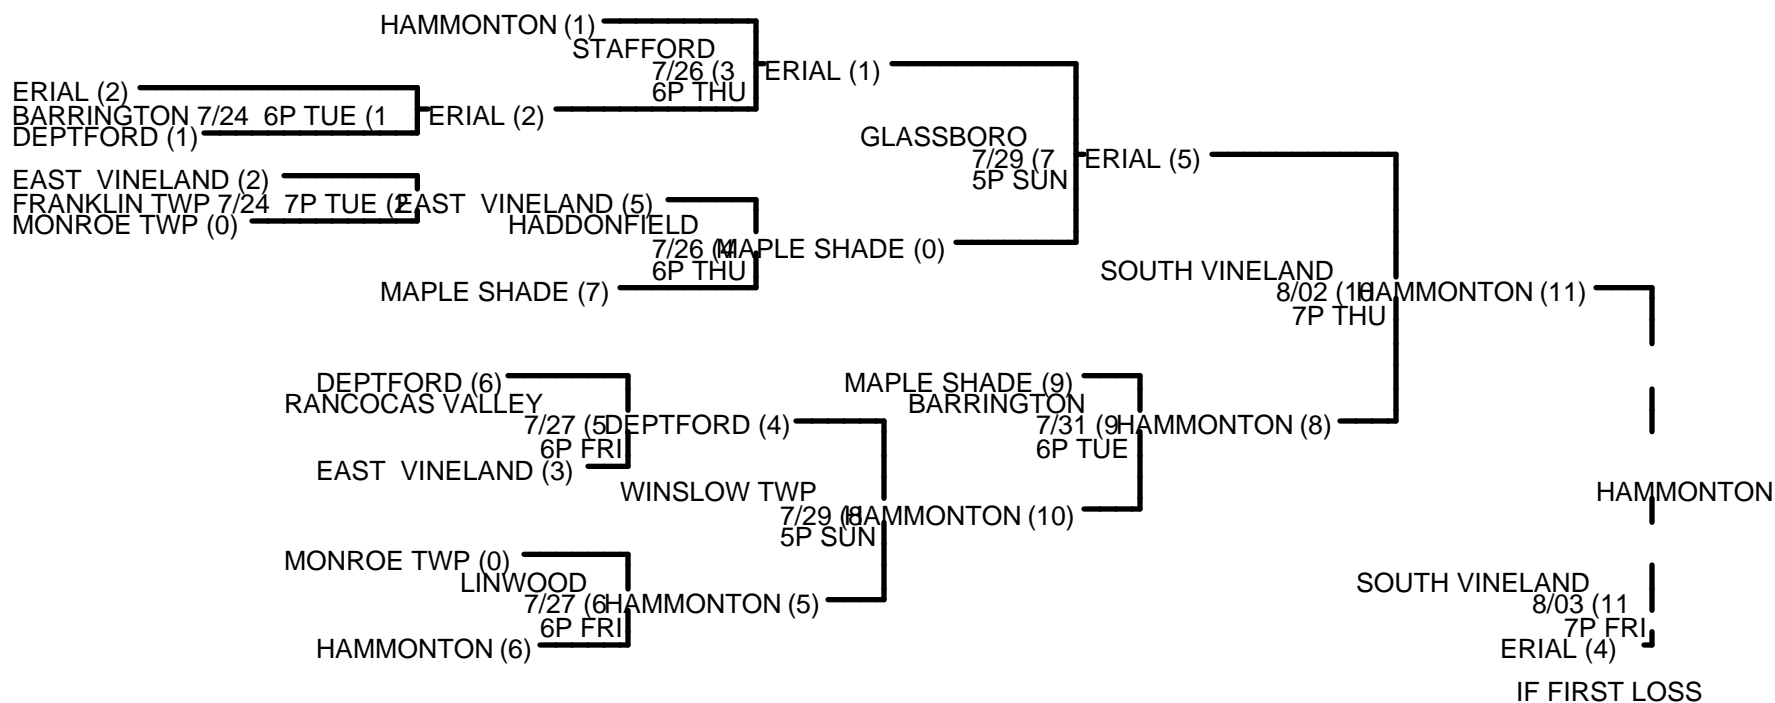 HAMMONTON (1)
STAFFORD
7/26 (3
6P THU
ERIAL (1)
ERIAL (2)
BARRINGTON 7/24 6P TUE (1
DEPTFORD (1)
ERIAL (2)
GLASSBORO
7/29 (7
5P SUN
ERIAL (5)
EAST VINELAND (2)
FRANKLIN TWP 7/24 7P TUE (2
MONROE TWP (0)
EAST VINELAND (5)
HADDONFIELD
7/26 (4
6P THU
MAPLE SHADE (0)
MAPLE SHADE (7)
SOUTH VINELAND
8/02 (10
7P THU
HAMMONTON (11)
DEPTFORD (6)
RANCOCAS VALLEY
7/27 (5
6P FRI
DEPTFORD (4)
EAST VINELAND (3)
MAPLE SHADE (9)
BARRINGTON
7/31 (9
6P TUE
HAMMONTON (8)
WINSLOW TWP
7/29 (8
5P SUN
HAMMONTON (10)
HAMMONTON
MONROE TWP (0)
LINWOOD
7/27 (6
6P FRI
HAMMONTON (5)
HAMMONTON (6)
SOUTH VINELAND
8/03 (11
7P FRI
ERIAL (4)
IF FIRST LOSS